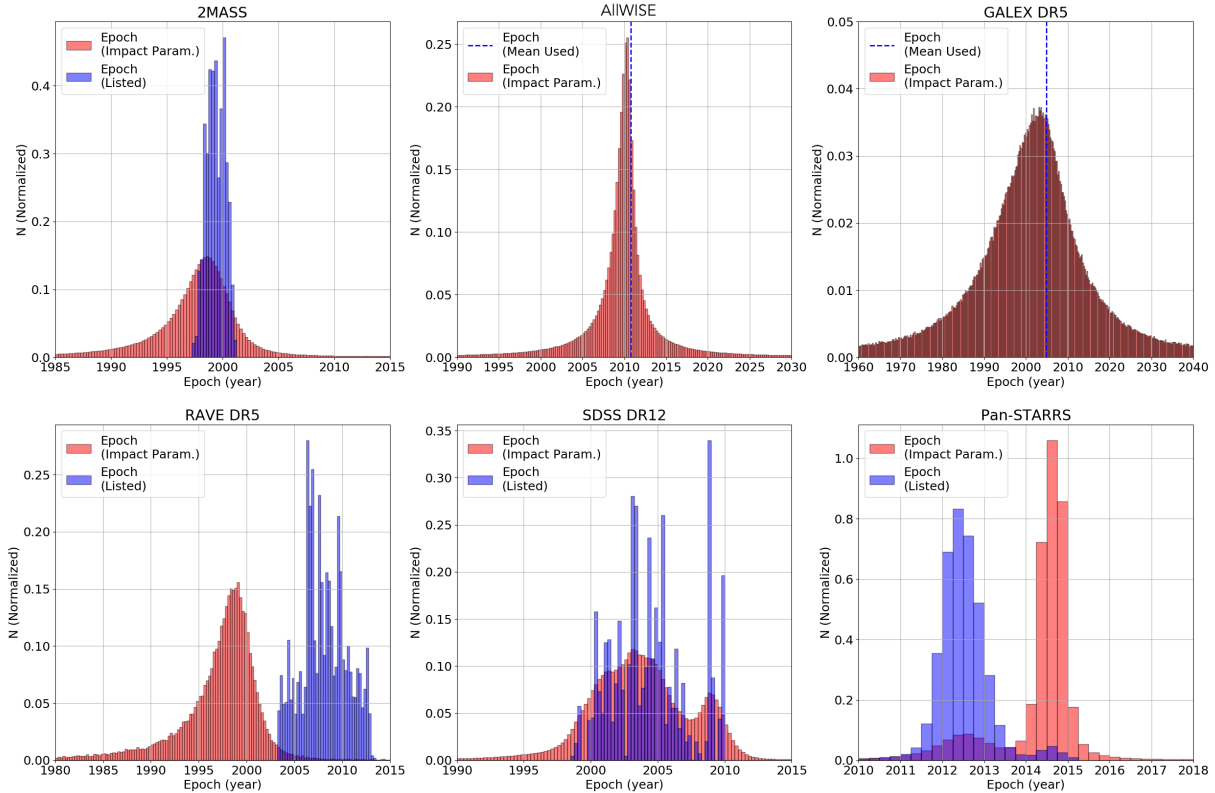 2MASS
Epoch
(Impact Param.)
Epoch
(Listed)
N (Normalized)
0.4
0.3
0.2
0.1
0.0
1985 1990 1995 2000 2005 2010 2015
Epoch (year)
AllWISE
Epoch
(Mean Used)
Epoch
(Impact Param.)
N (Normalized)
0.25
0.20
0.15
0.10
0.05
0.00
1990 1995 2000 2005 2010 2015 2020 2025 2030
Epoch (year)
GALEX DR5
Epoch
(Mean Used)
Epoch
(Impact Param.)
N (Normalized)
0.05
0.04
0.03
0.02
0.01
0.00
1960 1970 1980 1990 2000 2010 2020 2030 2040
Epoch (year)
RAVE DR5
Epoch
(Impact Param.)
Epoch
(Listed)
N (Normalized)
0.25
0.20
0.15
0.10
0.05
0.00
1980 1985 1990 1995 2000 2005 2010 2015
Epoch (year)
SDSS DR12
Epoch
(Impact Param.)
Epoch
(Listed)
N (Normalized)
0.35
0.30
0.25
0.20
0.15
0.10
0.05
0.00
1990 1995 2000 2005 2010 2015
Epoch (year)
Pan-STARRS
Epoch
(Impact Param.)
Epoch
(Listed)
N (Normalized)
1.0
0.8
0.6
0.4
0.2
0.0
2010 2011 2012 2013 2014 2015 2016 2017 2018
Epoch (year)